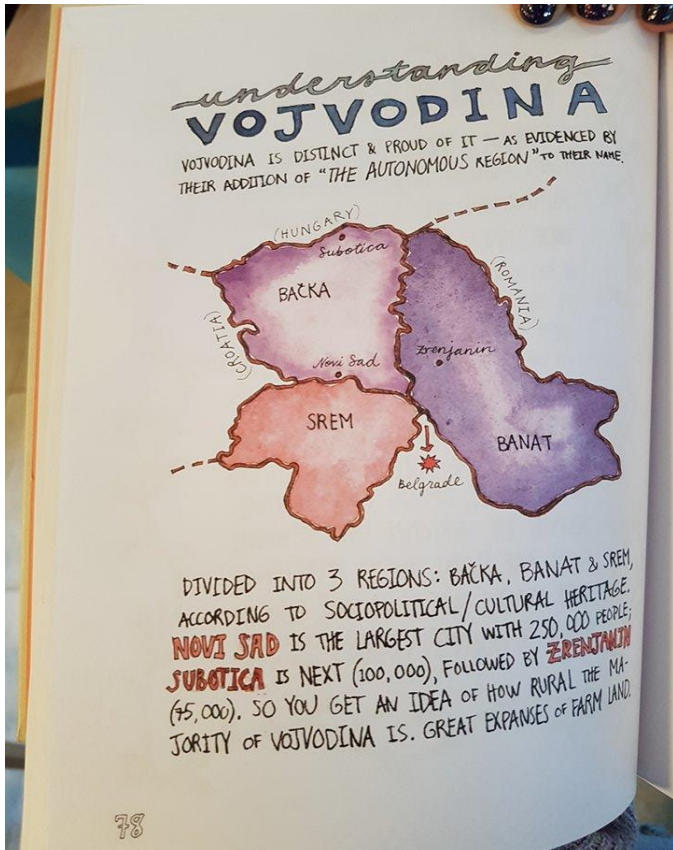 understanding
VOJVODINA
VOJVODINA IS DISTINCT & PROUD OF IT — AS EVIDENCED BY
THEIR ADDITION OF "THE AUTONOMOUS REGION" TO THEIR NAME.
(HUNGARY)
Subotica
BAČKA
(ROMANIA)
(CROATIA)
Zrenjanin
Novi Sad
SREM
BANAT
Belgrade
DIVIDED INTO 3 REGIONS: BAČKA, BANAT & SREM,
ACCORDING TO SOCIOPOLITICAL/CULTURAL HERITAGE.
NOVI SAD IS THE LARGEST CITY WITH 250,000 PEOPLE;
SUBOTICA IS NEXT (100,000), FOLLOWED BY ZRENJANIN
(75,000). SO YOU GET AN IDEA OF HOW RURAL THE MA-
JORITY OF VOJVODINA IS. GREAT EXPANSES OF FARM LAND.
78